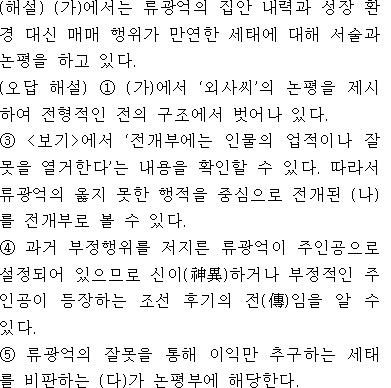 (해설) (가)에서는 류광억의 집안 내력과 성장 환
경 대신 매매 행위가 만연한 세태에 대해 서술과
논평을 하고 있다.
(오답 해설) ① (가)에서 ‘외사씨’의 논평을 제시
하여 전형적인 전의 구조에서 벗어나 있다.
③ <보기>에서 ‘전개부에는 인물의 업적이나 잘
못을 열거한다’는 내용을 확인할 수 있다. 따라서
류광억의 옳지 못한 행적을 중심으로 전개된 (나)
를 전개부로 볼 수 있다.
④ 과거 부정행위를 저지른 류광억이 주인공으로
설정되어 있으므로 신이(神異)하거나 부정적인 주
인공이 등장하는 조선 후기의 전(傳)임을 알 수
있다.
⑤ 류광억의 잘못을 통해 이익만 추구하는 세태
를 비판하는 (다)가 논평부에 해당한다.